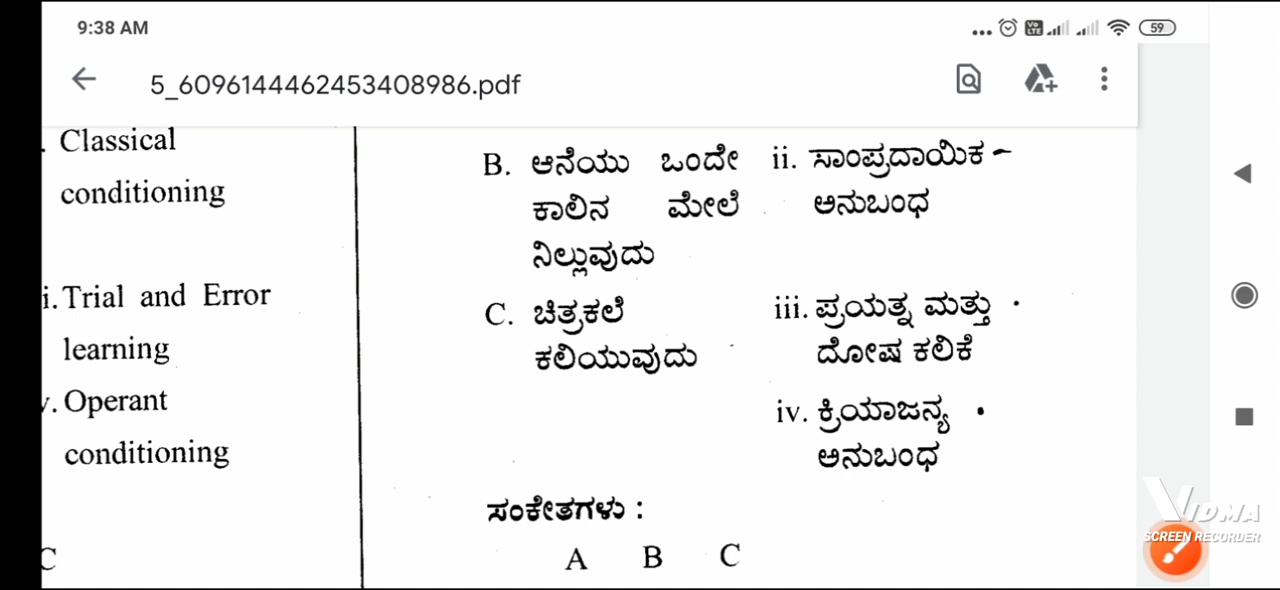 9:38 AM
59
5_6096144462453408986.pdf
. Classical
conditioning
i. Trial and Error
learning
v. Operant
conditioning
C
B. ಆನೆಯು ಒಂದೇ ii. ಸಾಂಪ್ರದಾಯಿಕ
ಕಾಲಿನ ಮೇಲೆ ಅನುಬಂಧ
ನಿಲ್ಲುವುದು
C. ಚಿತ್ರಕಲೆ iii. ಪ್ರಯತ್ನ ಮತ್ತು
ಕಲಿಯುವುದು ದೋಷ ಕಲಿಕೆ
iv. ಕ್ರಿಯಾಜನ್ಯ
ಅನುಬಂಧ
ಸಂಕೇತಗಳು :
A B C
VIDMA
SCREEN RECORDER